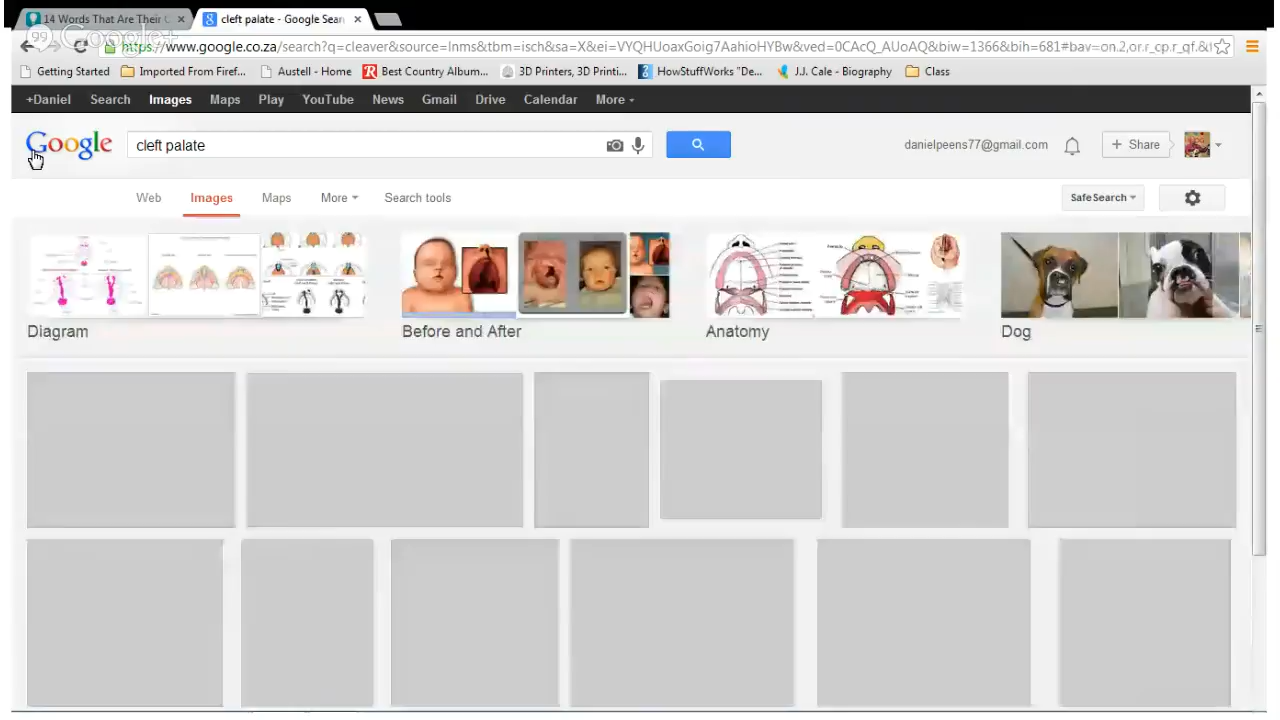 14 Words That Are Their O
cleft palate - Google Sear
99 Google+
https://www.google.co.za/search?q=cleaver&source=lnms&tbm=isch&sa=X&ei=VYQHUoaxGoig7AahioHYBw&ved=0CAcQ_AUoAQ&biw=1366&bih=681#bav=on.2,or.r_cp.r_qf.&
Getting Started Imported From Firef... Austell - Home Best Country Album... 3D Printers, 3D Printi... HowStuffWorks "De... J.J. Cale - Biography Class
+Daniel Search Images Maps Play YouTube News Gmail Drive Calendar More
Google cleft palate danielpeens77@gmail.com + Share
Web Images Maps More Search tools SafeSearch
Diagram Before and After Anatomy Dog